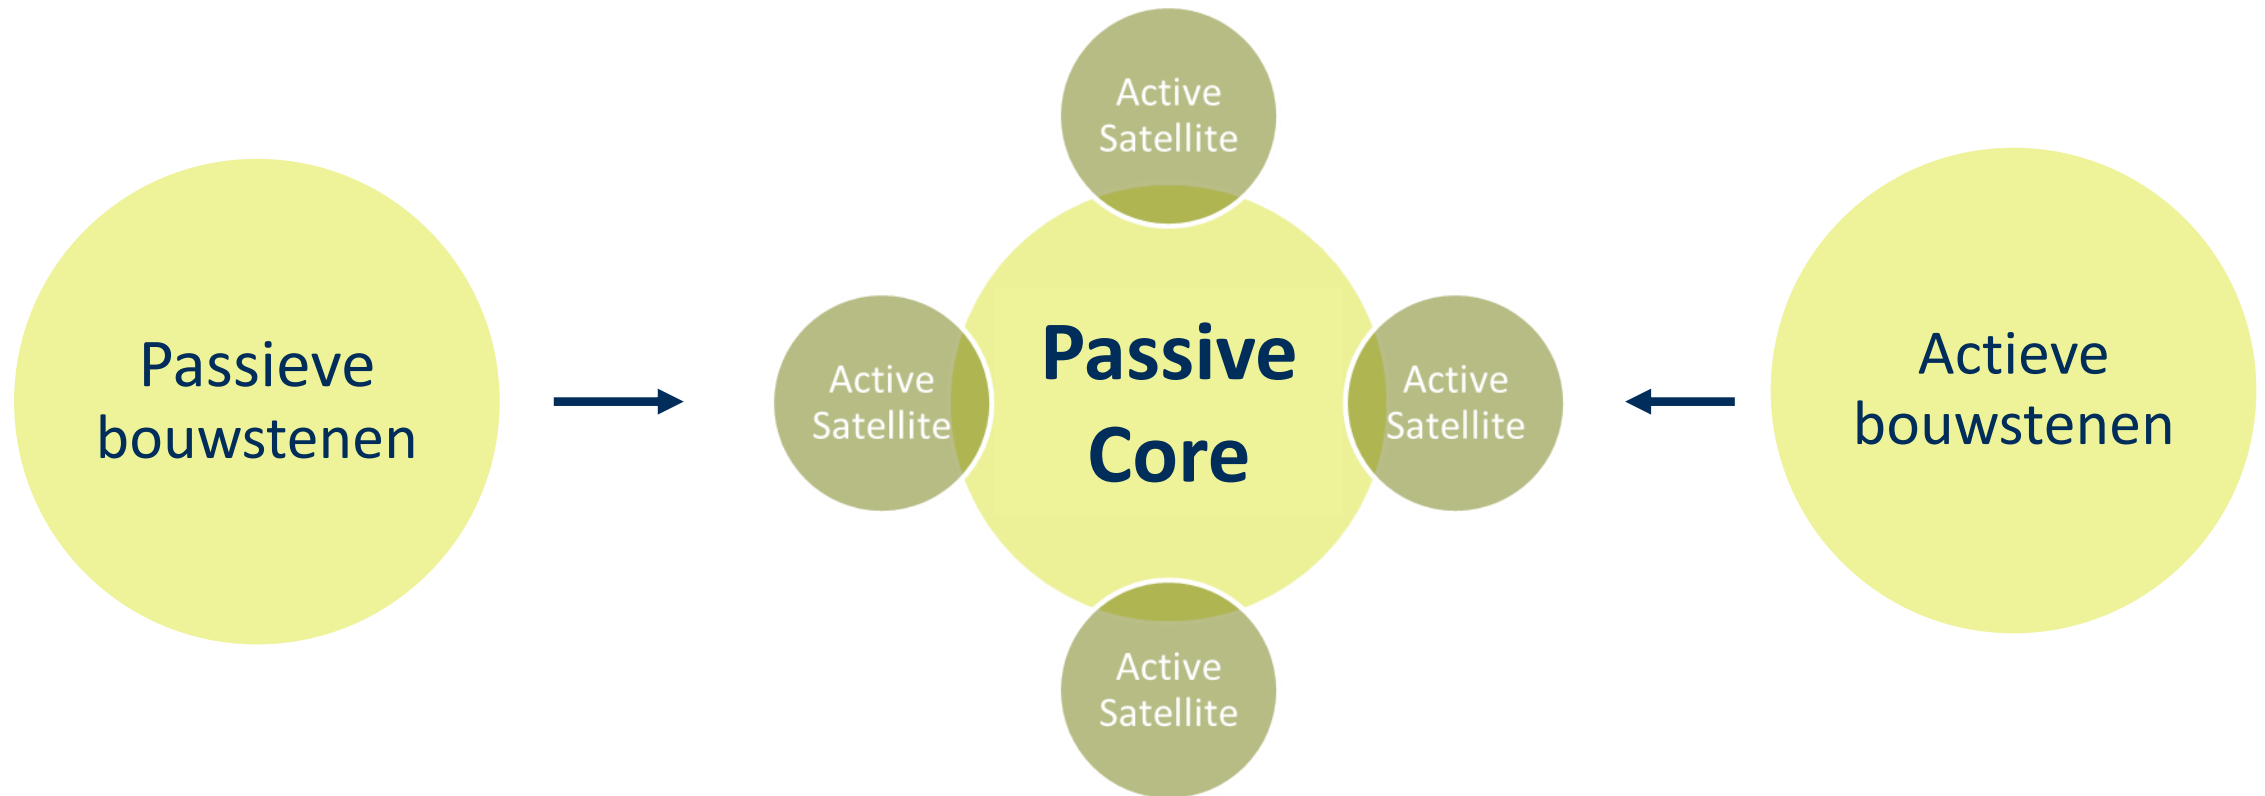 Passieve
bouwstenen
Active
Satellite
Active
Satellite
Passive
Core
Active
Satellite
Active
Satellite
Actieve
bouwstenen